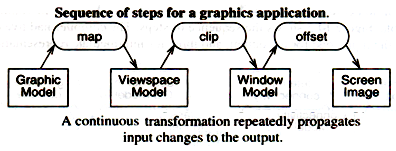 Sequence of steps for a graphics application.
map clip offset
Graphic Model Viewspace Model Window Model Screen Image
A continuous transformation repeatedly propagates
input changes to the output.